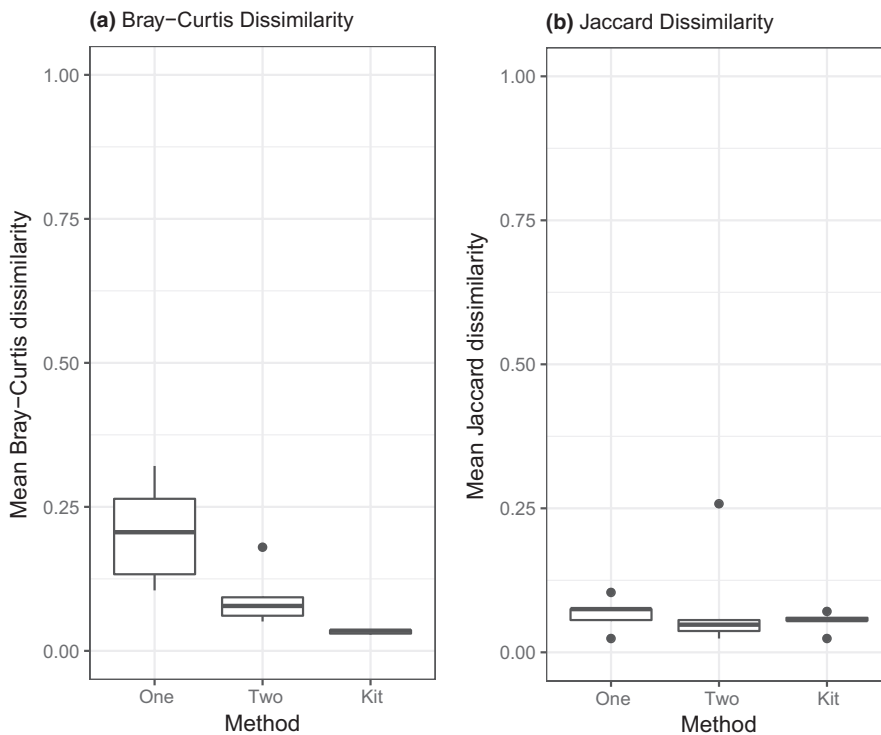 (a) Bray−Curtis Dissimilarity
Mean Bray−Curtis dissimilarity
1.00
0.75
0.50
0.25
0.00
One Two Kit
Method
(b) Jaccard Dissimilarity
Mean Jaccard dissimilarity
1.00
0.75
0.50
0.25
0.00
One Two Kit
Method